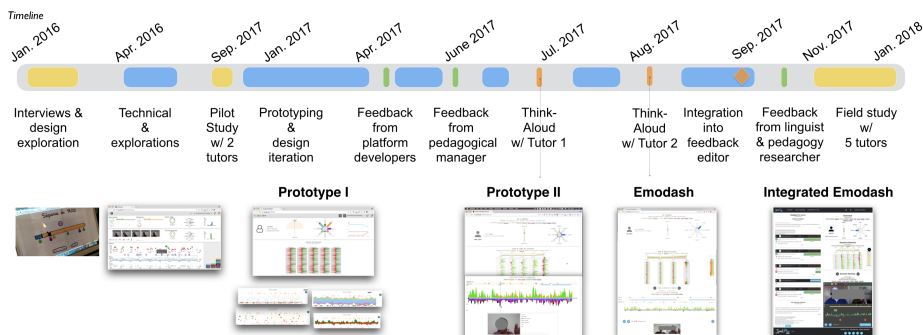 Timeline
Jan. 2016
Apr. 2016
Sep. 2017
Jan. 2017
Apr. 2017
June 2017
Jul. 2017
Aug. 2017
Sep. 2017
Nov. 2017
Jan. 2018
Interviews &
design
exploration
Technical
&
explorations
Pilot
Study
w/ 2
tutors
Prototyping
&
design
iteration
Feedback
from
platform
developers
Feedback
from
pedagogical
manager
Think-
Aloud
w/ Tutor 1
Think-
Aloud
w/ Tutor 2
Integration
into
feedback
editor
Feedback
from linguist
& pedagogy
researcher
Field study
w/
5 tutors
Prototype I
Prototype II
Emodash
Integrated Emodash